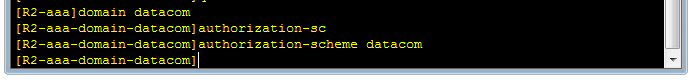 [R2-aaa]domain datacom
[R2-aaa-domain-datacom]authorization-sc
[R2-aaa-domain-datacom]authorization-scheme datacom
[R2-aaa-domain-datacom]